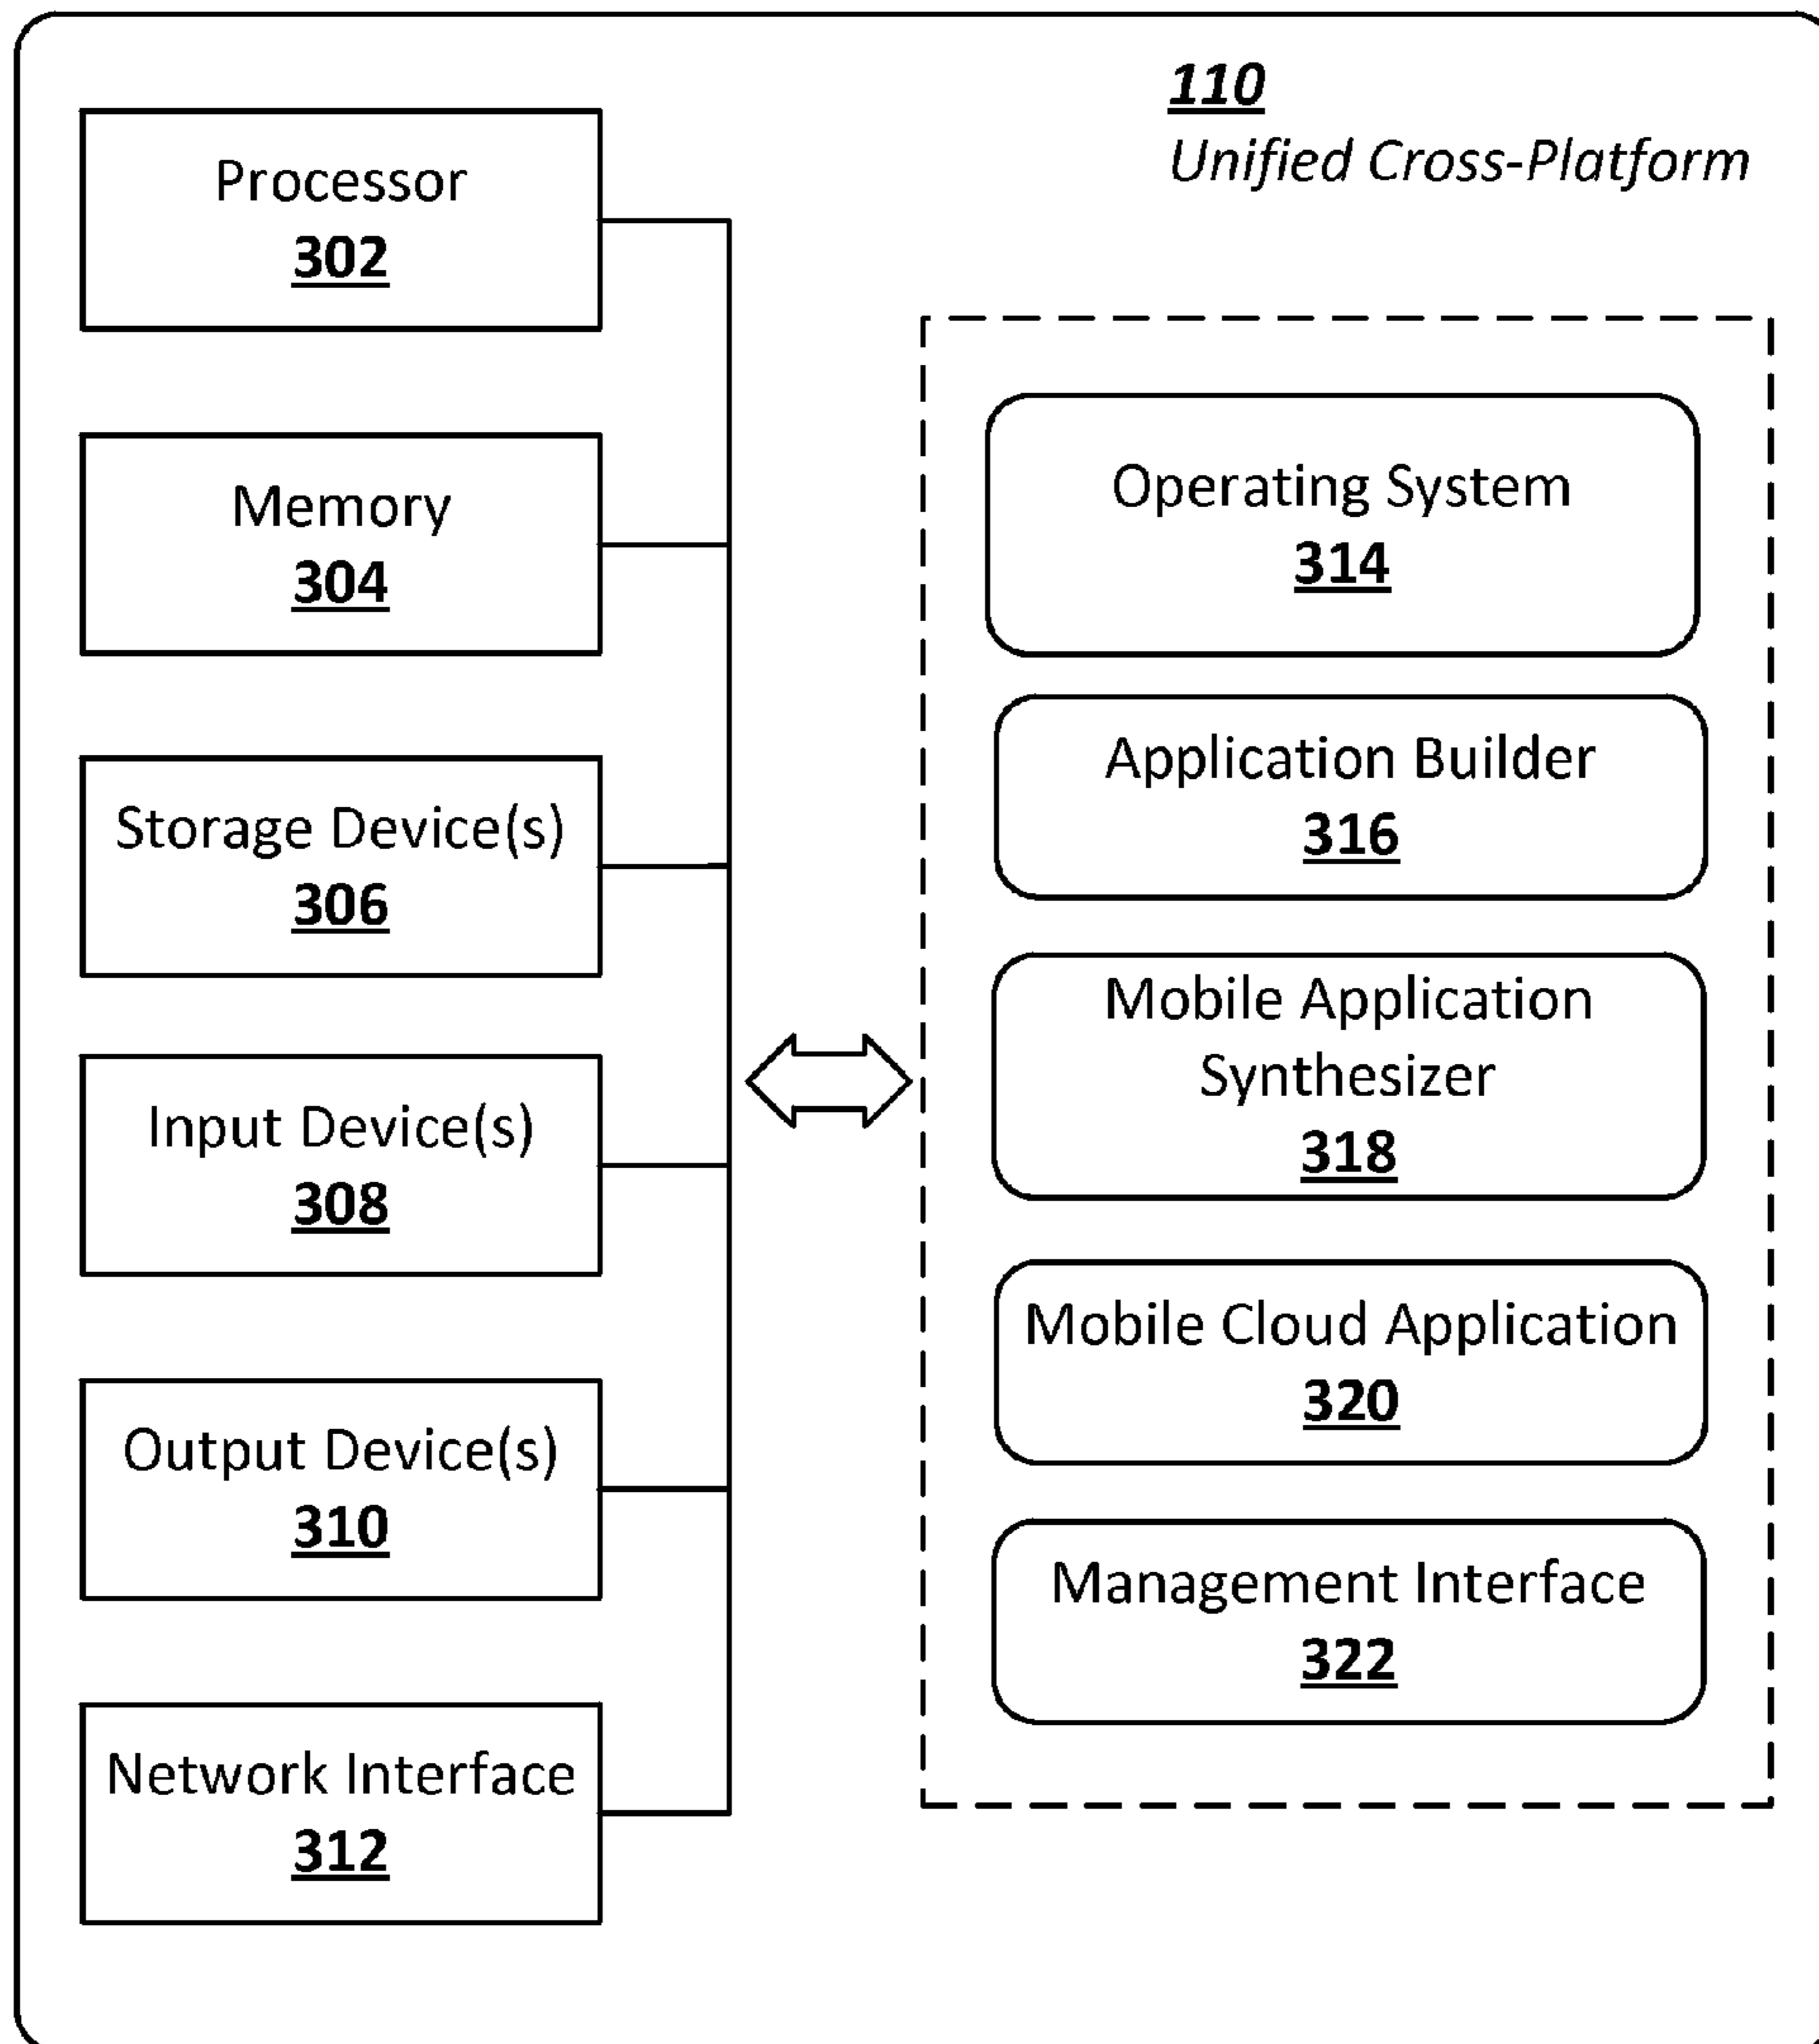 110
Unified Cross-Platform
Processor
302
Memory
304
Storage Device(s)
306
Input Device(s)
308
Output Device(s)
310
Network Interface
312
Operating System
314
Application Builder
316
Mobile Application
Synthesizer
318
Mobile Cloud Application
320
Management Interface
322